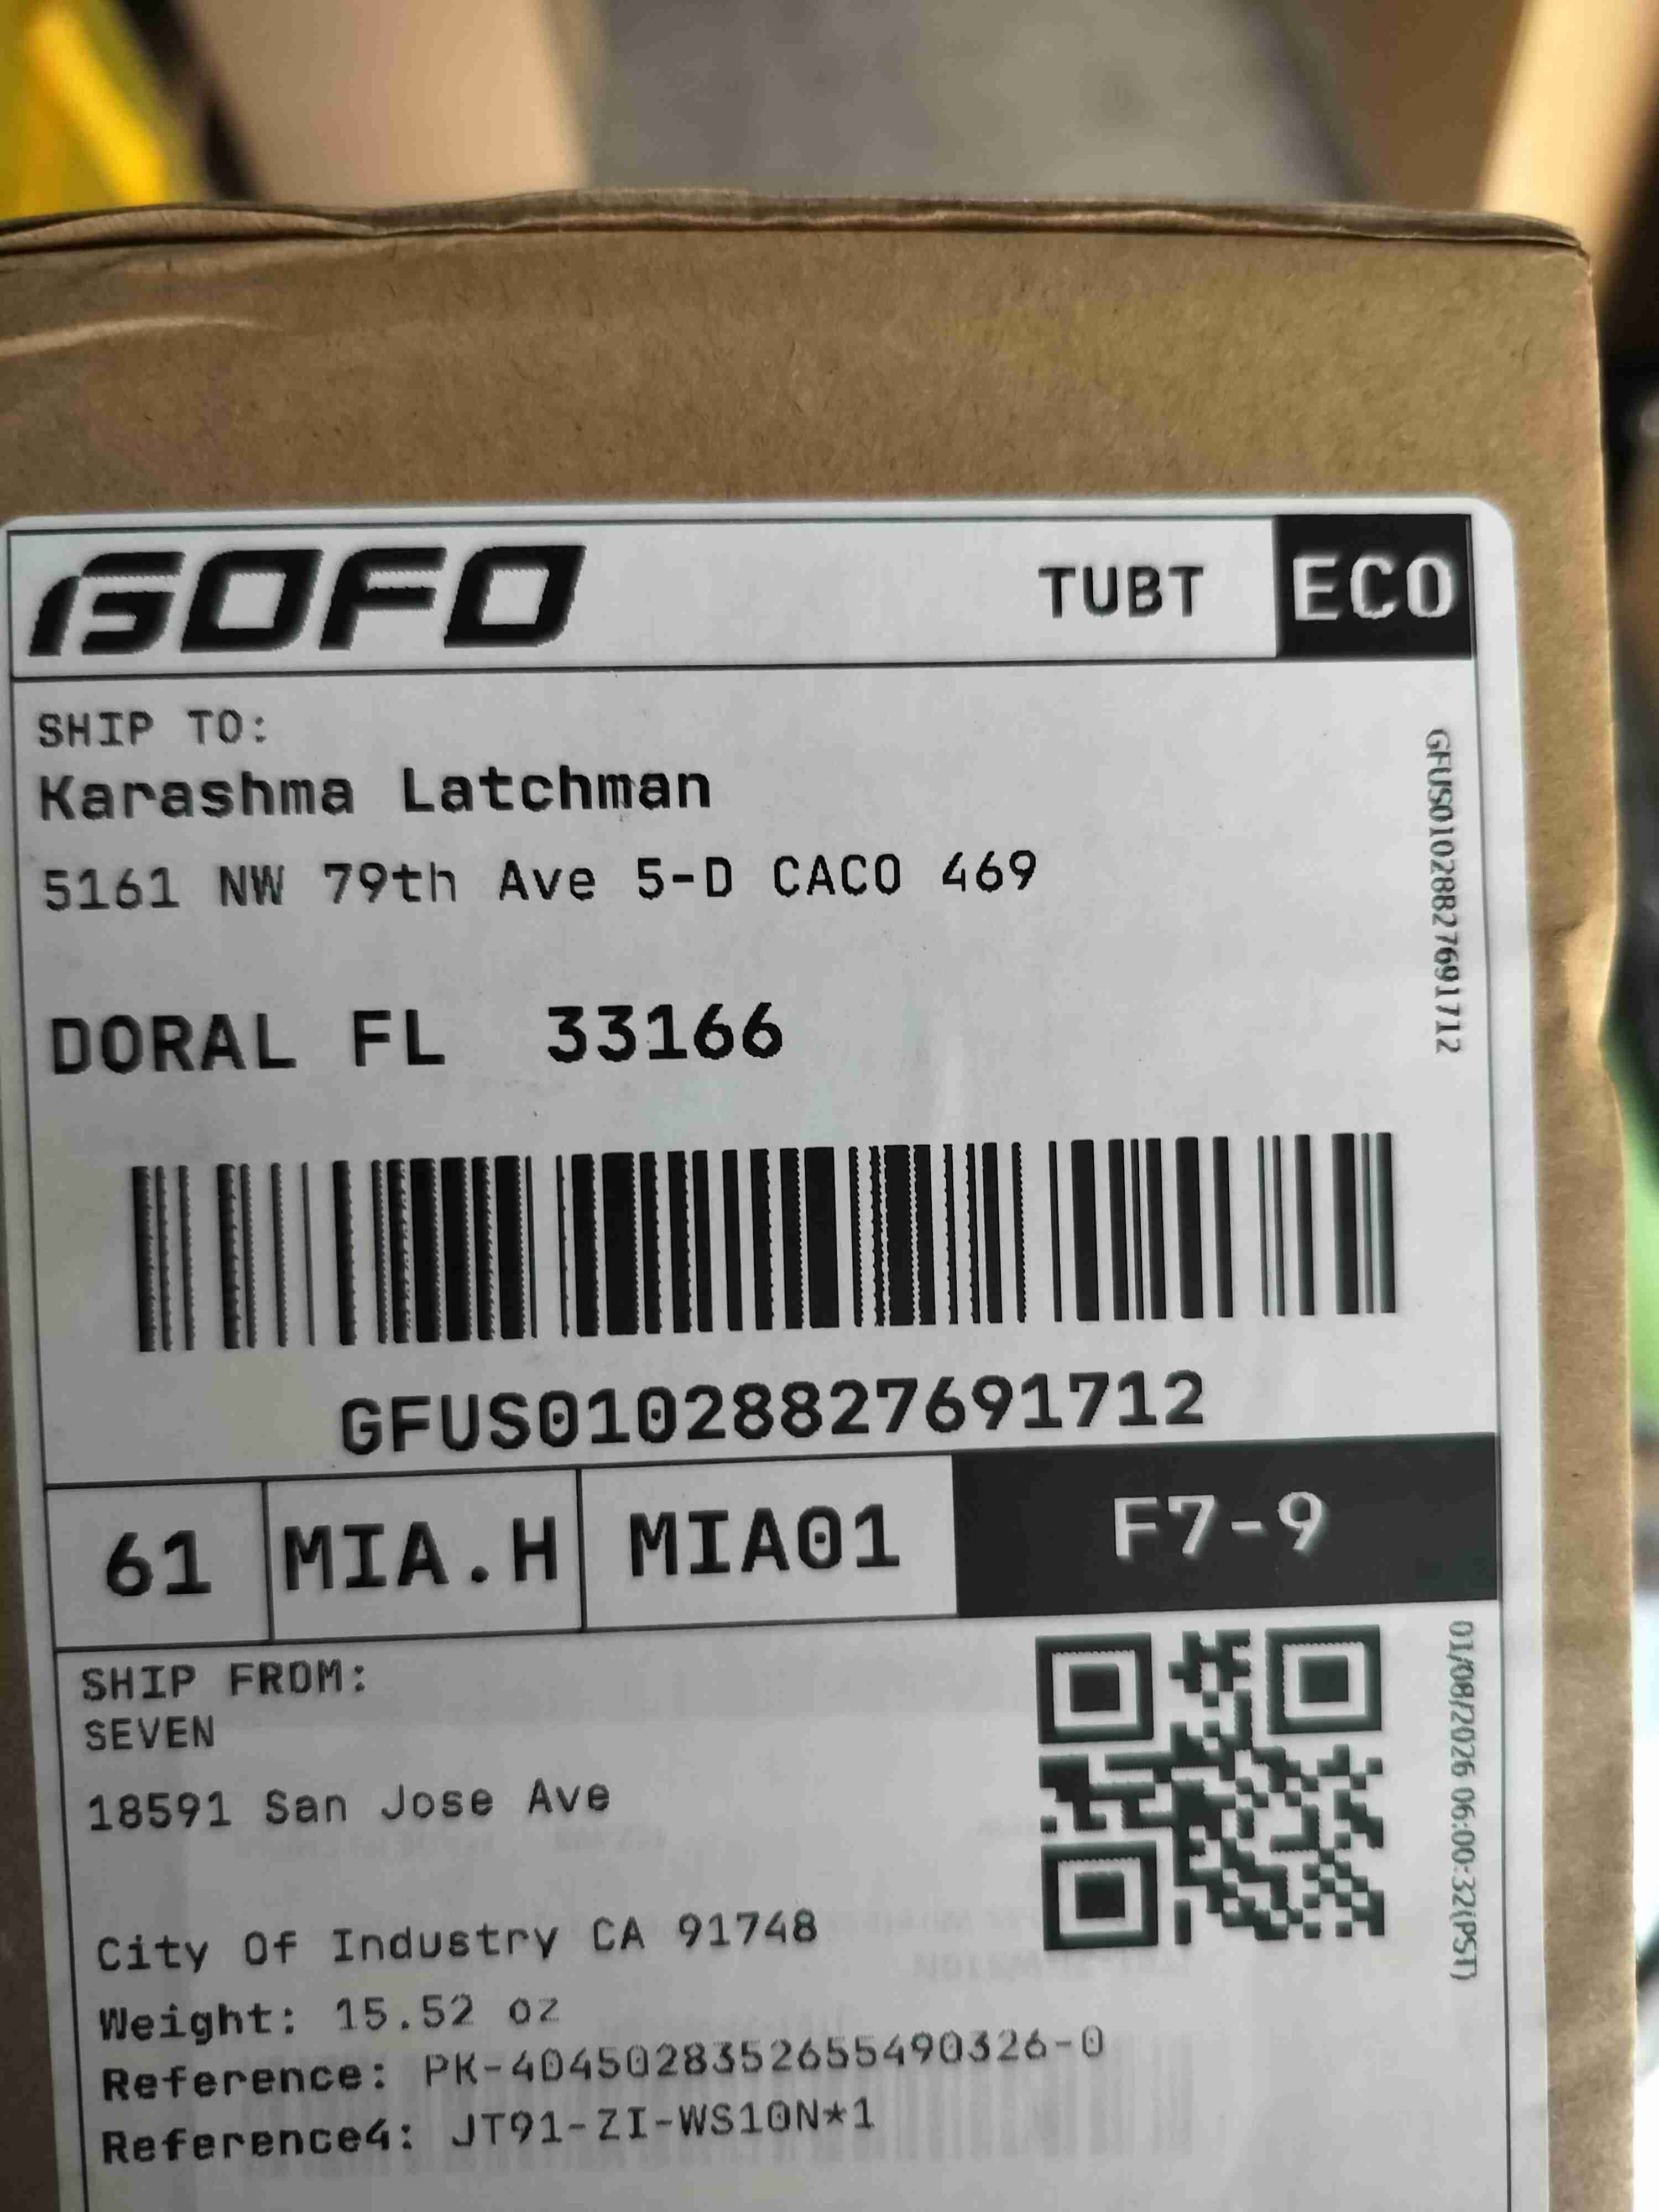 GOFO
TUBT
ECO
SHIP TO:
Karashma Latchman
5161 NW 79th Ave 5-D CACO 469
DORAL FL 33166
GFUS01028827691712
GFUS01028827691712
61
MIA.H
MIA01
F7-9
SHIP FROM:
SEVEN
18591 San Jose Ave
City Of Industry CA 91748
Weight: 15.52 oz
Reference: PK-4045028352655490326-0
Reference4: JT91-ZI-WS10N*1
01/08/2026 06:00:32(PST)